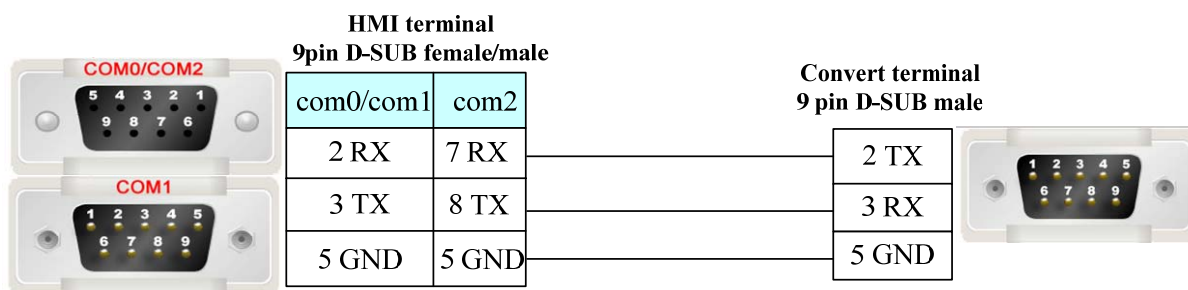 HMI terminal
9pin D-SUB female/male
COM0/COM2
5 4 3 2 1
9 8 7 6
COM1
1 2 3 4 5
6 7 8 9
com0/com1 com2
2 RX 7 RX
3 TX 8 TX
5 GND 5 GND
Convert terminal
9 pin D-SUB male
2 TX
3 RX
5 GND
1 2 3 4 5
6 7 8 9